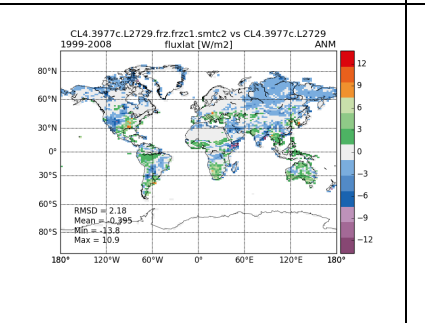 CL4.3977c.L2729.frz.frzc1.smtc2 vs CL4.3977c.L2729
1999-2008 fluxlat [W/m2] ANM
80°N
60°N
30°N
0°
30°S
60°S
80°S
RMSD = 2.18
Mean = -0.395
Min = -13.8
Max = 10.9
180° 120°W 60°W 0° 60°E 120°E 180°
12
9
6
3
0
−3
−6
−9
−12